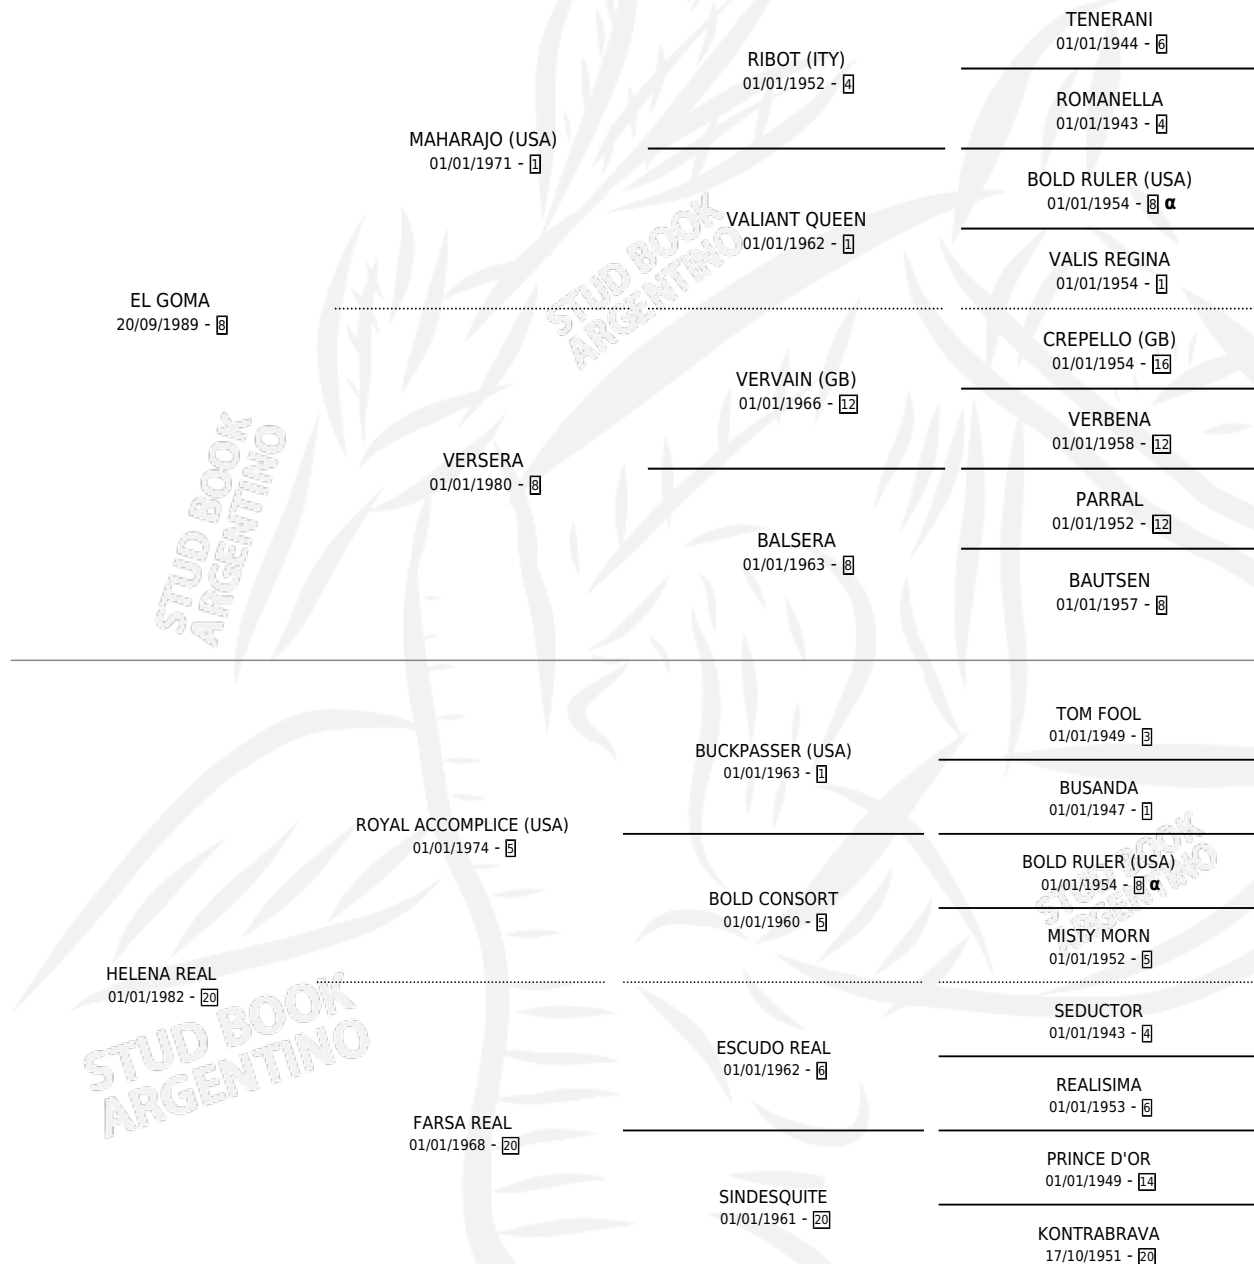 TENERANI
01/01/1944 - 6
RIBOT (ITY)
01/01/1952 - 4
ROMANELLA
01/01/1943 - 4
MAHARAJO (USA)
01/01/1971 - 1
BOLD RULER (USA)
01/01/1954 - 8 α
VALIANT QUEEN
01/01/1962 - 1
VALIS REGINA
01/01/1954 - 1
EL GOMA
20/09/1989 - 8
CREPELLO (GB)
01/01/1954 - 16
VERVAIN (GB)
01/01/1966 - 12
VERBENA
01/01/1958 - 12
VERSERA
01/01/1980 - 8
PARRAL
01/01/1952 - 12
BALSERA
01/01/1963 - 8
BAUTSEN
01/01/1957 - 8
TOM FOOL
01/01/1949 - 3
BUCKPASSER (USA)
01/01/1963 - 1
BUSANDA
01/01/1947 - 1
ROYAL ACCOMPLICE (USA)
01/01/1974 - 5
BOLD RULER (USA)
01/01/1954 - 8 α
BOLD CONSORT
01/01/1960 - 5
MISTY MORN
01/01/1952 - 5
HELENA REAL
01/01/1982 - 20
SEDUCTOR
01/01/1943 - 4
ESCUDO REAL
01/01/1962 - 6
REALISIMA
01/01/1953 - 6
FARSA REAL
01/01/1968 - 20
PRINCE D'OR
01/01/1949 - 14
SINDESQUITE
01/01/1961 - 20
KONTRABRAVA
17/10/1951 - 20
STUD BOOK
ARGENTINO
STUD BOOK
ARGENTINO
STUD BOOK
ARGENTINO
STUD BOOK
ARGENTINO